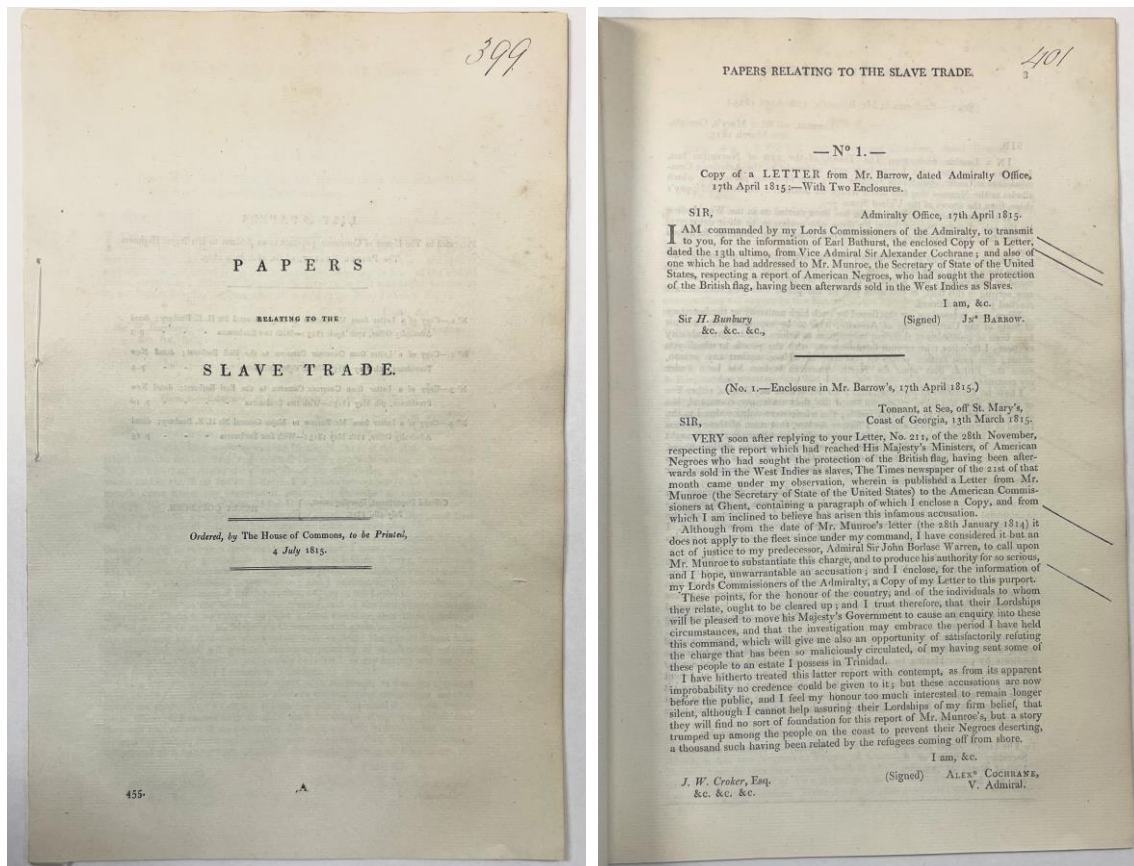 399
PAPERS
RELATING TO THE
SLAVE TRADE.
Ordered, by The House of Commons, to be Printed,
4 July 1815.
455.
A
401
PAPERS RELATING TO THE SLAVE TRADE.
3
—Nº 1.—
Copy of a LETTER from Mr. Barrow, dated Admiralty Office,
17th April 1815:—With Two Enclosures.
SIR,
Admiralty Office, 17th April 1815.
I AM commanded by my Lords Commissioners of the Admiralty, to transmit
to you, for the information of Earl Bathurst, the enclosed Copy of a Letter,
dated the 13th ultimo, from Vice Admiral Sir Alexander Cochrane; and also of
one which he had addressed to Mr. Munroe, the Secretary of State of the United
States, respecting a report of American Negroes, who had sought the protection
of the British flag, having been afterwards sold in the West Indies as Slaves.
I am, &c.
Sir H. Bunbury
(Signed) Jnº Barrow.
&c. &c. &c.,
(No. 1.—Enclosure in Mr. Barrow's, 17th April 1815.)
Tonnant, at Sea, off St. Mary's,
SIR,
Coast of Georgia, 13th March 1815.
VERY soon after replying to your Letter, No. 211, of the 28th November,
respecting the report which had reached His Majesty's Ministers, of American
Negroes who had sought the protection of the British flag, having been after-
wards sold in the West Indies as slaves, The Times newspaper of the 21st of that
month came under my observation, wherein is published a Letter from Mr.
Munroe (the Secretary of State of the United States) to the American Commis-
sioners at Ghent, containing a paragraph of which I enclose a Copy, and from
which I am inclined to believe has arisen this infamous accusation.
Although from the date of Mr. Munroe's letter (the 28th January 1814) it
does not apply to the fleet since under my command, I have considered it but an
act of justice to my predecessor, Admiral Sir John Borlase Warren, to call upon
Mr. Munroe to substantiate this charge, and to produce his authority for so serious,
and I hope, unwarrantable an accusation; and I enclose, for the information of
my Lords Commissioners of the Admiralty, a Copy of my Letter to this purport.
These points, for the honour of the country, and of the individuals to whom
they relate, ought to be cleared up; and I trust therefore, that their Lordships
will be pleased to move his Majesty's Government to cause an enquiry into these
circumstances, and that the investigation may embrace the period I have held
this command, which will give me also an opportunity of satisfactorily refuting
the charge that has been so maliciously circulated, of my having sent some of
these people to an estate I possess in Trinidad.
I have hitherto treated this latter report with contempt, as from its apparent
improbability no credence could be given to it; but these accusations are now
before the public, and I feel my honour too much interested to remain longer
silent, although I cannot help assuring their Lordships of my firm belief, that
they will find no sort of foundation for this report of Mr. Munroe's, but a story
trumped up among the people on the coast to prevent their Negroes deserting,
a thousand such having been related by the refugees coming off from shore.
I am, &c.
J. W. Croker, Esq.
(Signed) Alexr Cochrane,
&c. &c. &c.
V. Admiral.